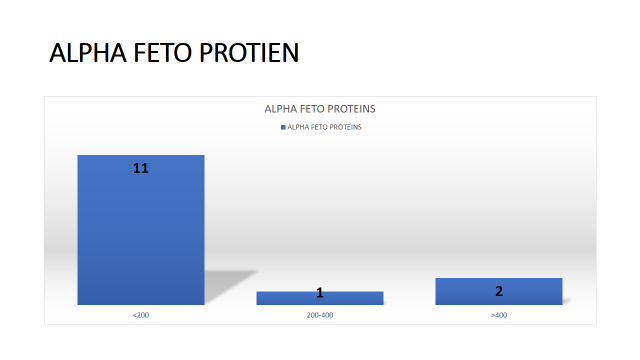 ALPHA FETO PROTIEN
ALPHA FETO PROTEINS
ALPHA FETO PROTEINS
11
1
2
<200
200-400
>400